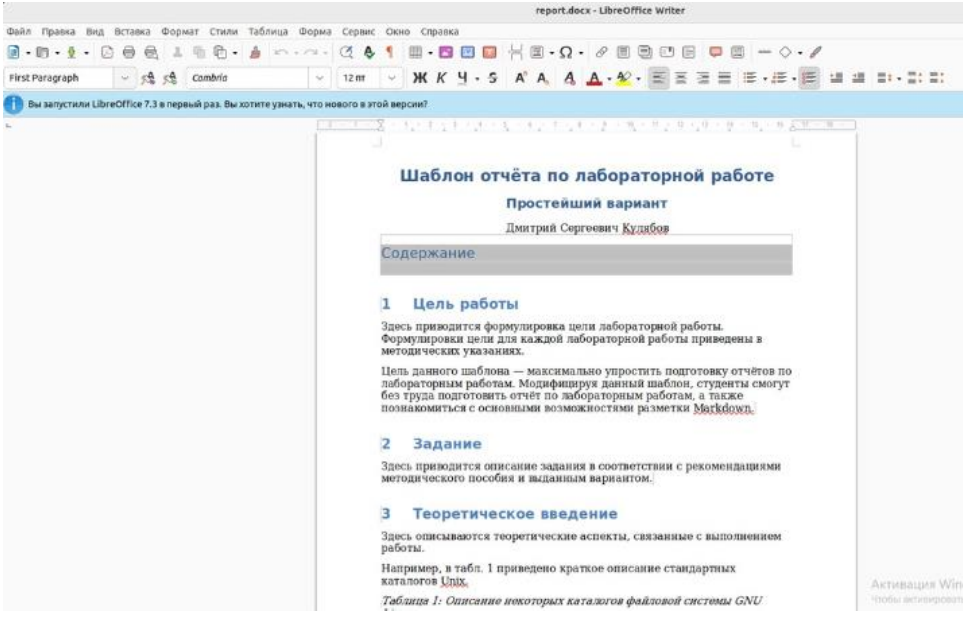 report.docx - LibreOffice Writer
Файл Правка Вид Вставка Формат Стили Таблица Форма Сервис Окно Справка
First Paragraph Cambria 12 пт Ж К Ч S
Вы запустили LibreOffice 7.3 в первый раз. Вы хотите узнать, что нового в этой версии?
Шаблон отчёта по лабораторной работе
Простейший вариант
Дмитрий Сергеевич Кулябов
Содержание
1 Цель работы
Здесь приводится формулировка цели лабораторной работы.
Формулировки цели для каждой лабораторной работы приведены в
методических указаниях.
Цель данного шаблона — максимально упростить подготовку отчётов по
лабораторным работам. Модифицируя данный шаблон, студенты смогут
без труда подготовить отчёт по лабораторным работам, а также
познакомиться с основными возможностями разметки Markdown.
2 Задание
Здесь приводится описание задания в соответствии с рекомендациями
методического пособия и выданным вариантом.
3 Теоретическое введение
Здесь описываются теоретические аспекты, связанные с выполнением
работы.
Например, в табл. 1 приведено краткое описание стандартных
каталогов Unix.
Таблица 1: Описание некоторых каталогов файловой системы GNU
Активация Win
Чтобы активировать